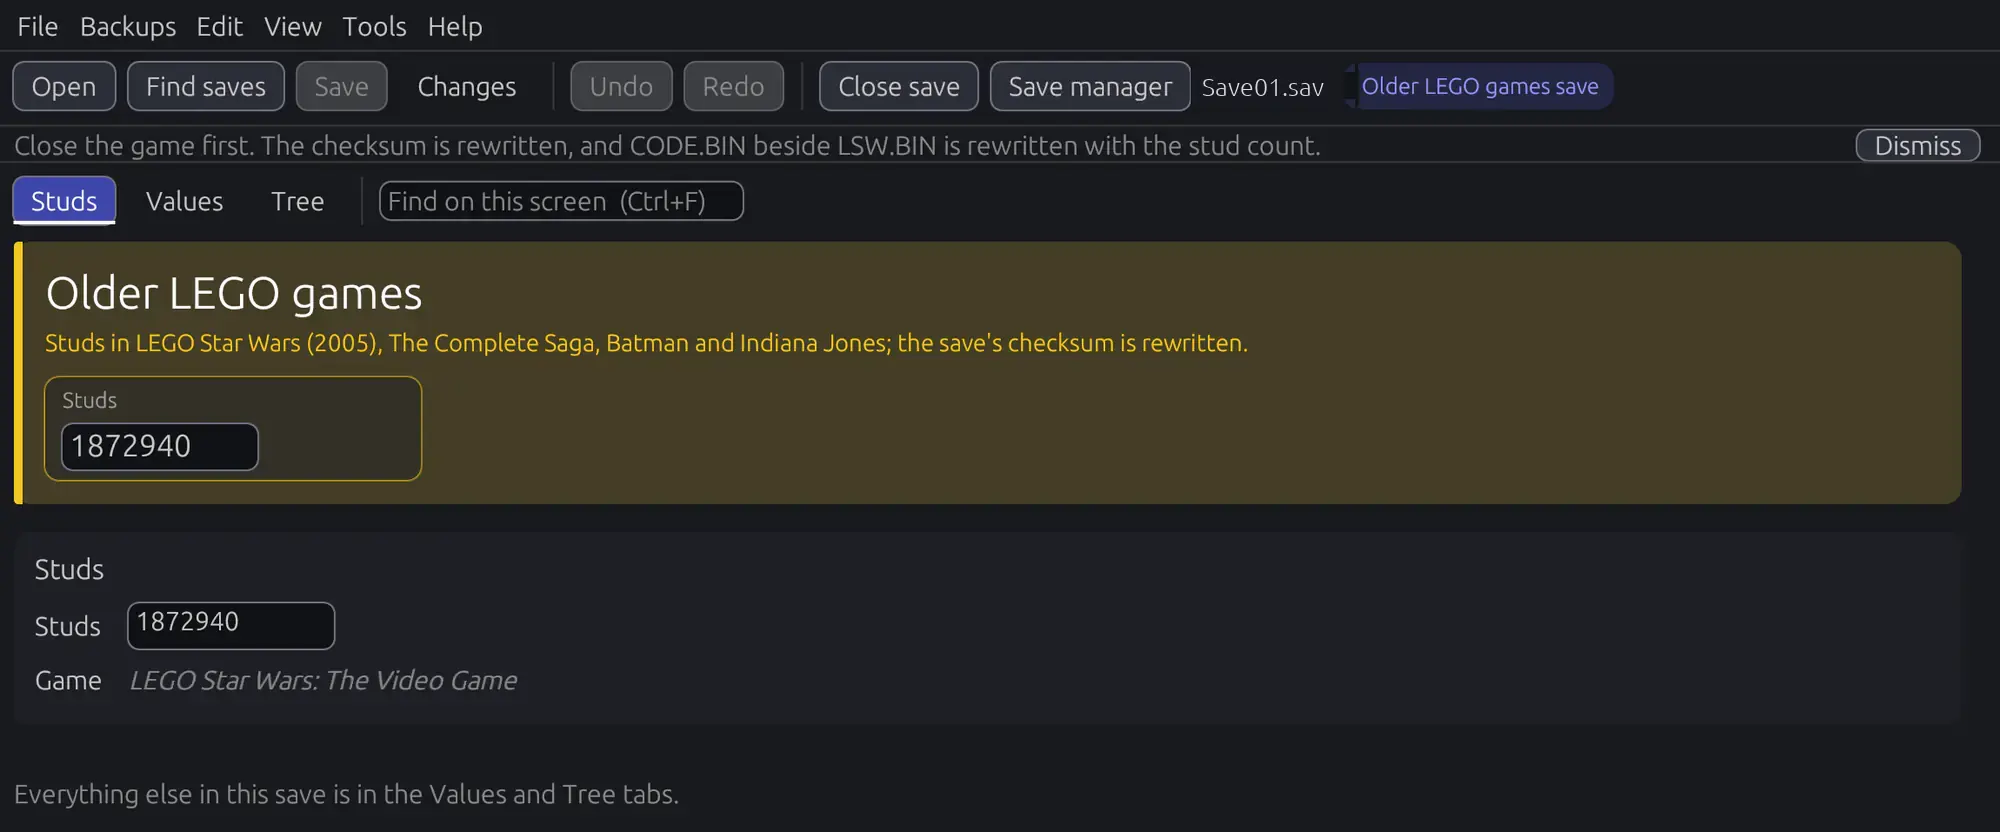 File Backups Edit View Tools Help
Open Find saves Save Changes Undo Redo Close save Save manager Save01.sav Older LEGO games save
Close the game first. The checksum is rewritten, and CODE.BIN beside LSW.BIN is rewritten with the stud count. Dismiss
Studs Values Tree Find on this screen (Ctrl+F)
Older LEGO games
Studs in LEGO Star Wars (2005), The Complete Saga, Batman and Indiana Jones; the save's checksum is rewritten.
Studs
1872940
Studs
Studs 1872940
Game LEGO Star Wars: The Video Game
Everything else in this save is in the Values and Tree tabs.